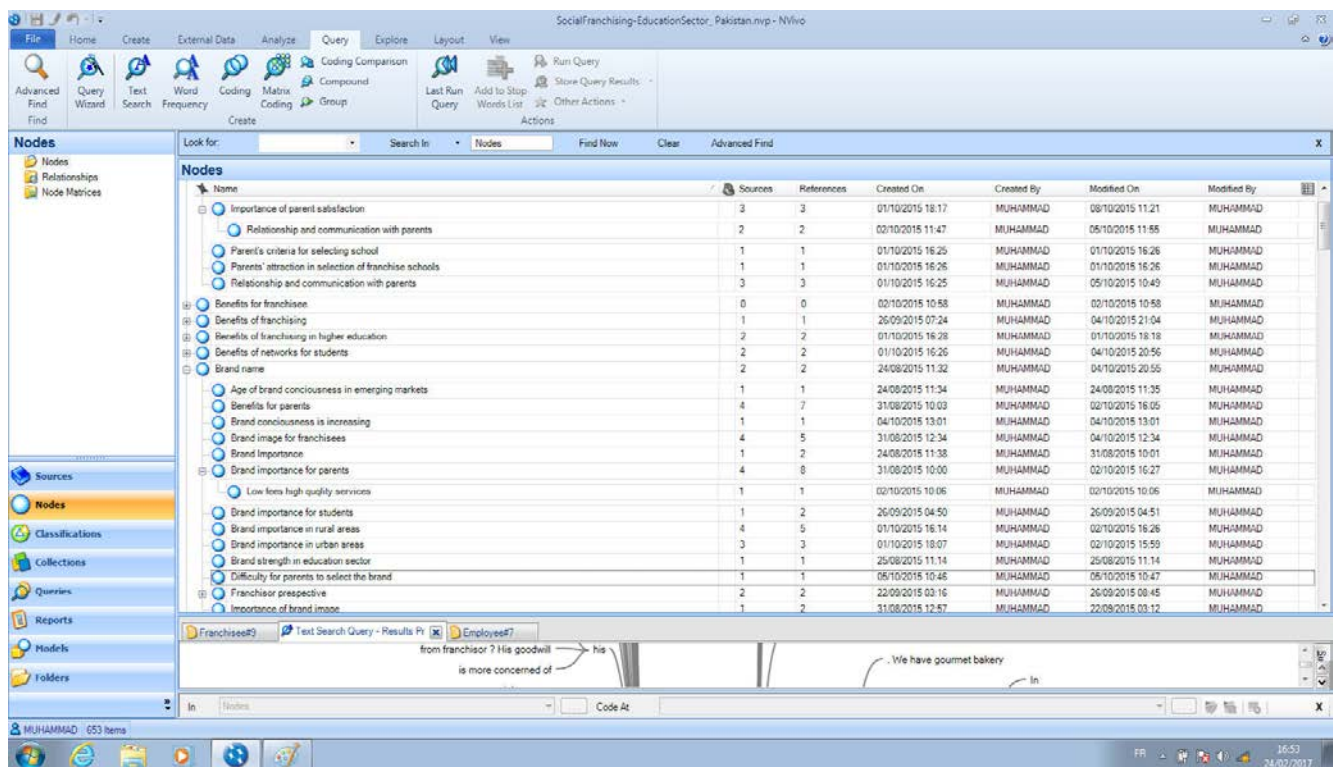 SocialFranchising-EducationSector_ Pakistan.nvp - NVivo
File Home Create External Data Analyze Query Explore Layout View
Advanced Find Query Wizard Text Search Word Frequency Coding Matrix Coding Coding Comparison Compound Group Last Run Query Add to Stop Words List Run Query Store Query Results Other Actions
Find Create Actions
Nodes
Nodes
Relationships
Node Matrices
Look for: Search In Nodes Find Now Clear Advanced Find X
Nodes
Name Sources References Created On Created By Modified On Modified By
Importance of parent satisfaction 3 3 01/10/2015 18:17 MUHAMMAD 08/10/2015 11:21 MUHAMMAD
Relationship and communication with parents 2 2 02/10/2015 11:47 MUHAMMAD 05/10/2015 11:55 MUHAMMAD
Parent's criteria for selecting school 1 1 01/10/2015 16:25 MUHAMMAD 01/10/2015 16:26 MUHAMMAD
Parents' attraction in selection of franchise schools 1 1 01/10/2015 16:26 MUHAMMAD 01/10/2015 16:26 MUHAMMAD
Relationship and communication with parents 3 3 01/10/2015 16:25 MUHAMMAD 05/10/2015 10:49 MUHAMMAD
Benefits for franchisee 0 0 02/10/2015 10:58 MUHAMMAD 02/10/2015 10:58 MUHAMMAD
Benefits of franchising 1 1 26/09/2015 07:24 MUHAMMAD 04/10/2015 21:04 MUHAMMAD
Benefits of franchising in higher education 2 2 01/10/2015 16:28 MUHAMMAD 01/10/2015 18:18 MUHAMMAD
Benefits of networks for students 2 2 01/10/2015 16:26 MUHAMMAD 04/10/2015 20:56 MUHAMMAD
Brand name 2 2 24/08/2015 11:32 MUHAMMAD 04/10/2015 20:55 MUHAMMAD
Age of brand conciousness in emerging markets 1 1 24/08/2015 11:34 MUHAMMAD 24/08/2015 11:35 MUHAMMAD
Benefits for parents 4 7 31/08/2015 10:03 MUHAMMAD 02/10/2015 16:05 MUHAMMAD
Brand conciousness is increasing 1 1 04/10/2015 13:01 MUHAMMAD 04/10/2015 13:01 MUHAMMAD
Brand image for franchisees 4 5 31/08/2015 12:34 MUHAMMAD 04/10/2015 12:34 MUHAMMAD
Brand Importance 1 2 24/08/2015 11:38 MUHAMMAD 31/08/2015 10:01 MUHAMMAD
Brand importance for parents 4 8 31/08/2015 10:00 MUHAMMAD 02/10/2015 16:27 MUHAMMAD
Low fees high quqlity services 1 1 02/10/2015 10:06 MUHAMMAD 02/10/2015 10:06 MUHAMMAD
Brand importance for students 1 2 26/09/2015 04:50 MUHAMMAD 26/09/2015 04:51 MUHAMMAD
Brand importance in rural areas 4 5 01/10/2015 16:14 MUHAMMAD 02/10/2015 16:26 MUHAMMAD
Brand importance in urban areas 3 3 01/10/2015 18:07 MUHAMMAD 02/10/2015 15:59 MUHAMMAD
Brand strength in education sector 1 1 25/08/2015 11:14 MUHAMMAD 25/08/2015 11:14 MUHAMMAD
Difficulty for parents to select the brand 1 1 05/10/2015 10:46 MUHAMMAD 05/10/2015 10:47 MUHAMMAD
Franchisor prespective 2 2 22/09/2015 03:16 MUHAMMAD 26/09/2015 08:45 MUHAMMAD
Importance of brand image 1 2 31/08/2015 12:57 MUHAMMAD 22/09/2015 03:12 MUHAMMAD
Sources
Nodes
Classifications
Collections
Queries
Reports
Models
Folders
Franchisee#9 Text Search Query - Results Pr Employee#7
from franchisor ? His goodwill his
is more concerned of
. We have gourmet bakery
In
In Nodes Code At X
MUHAMMAD 653 Items
FR 16:53
24/02/2017